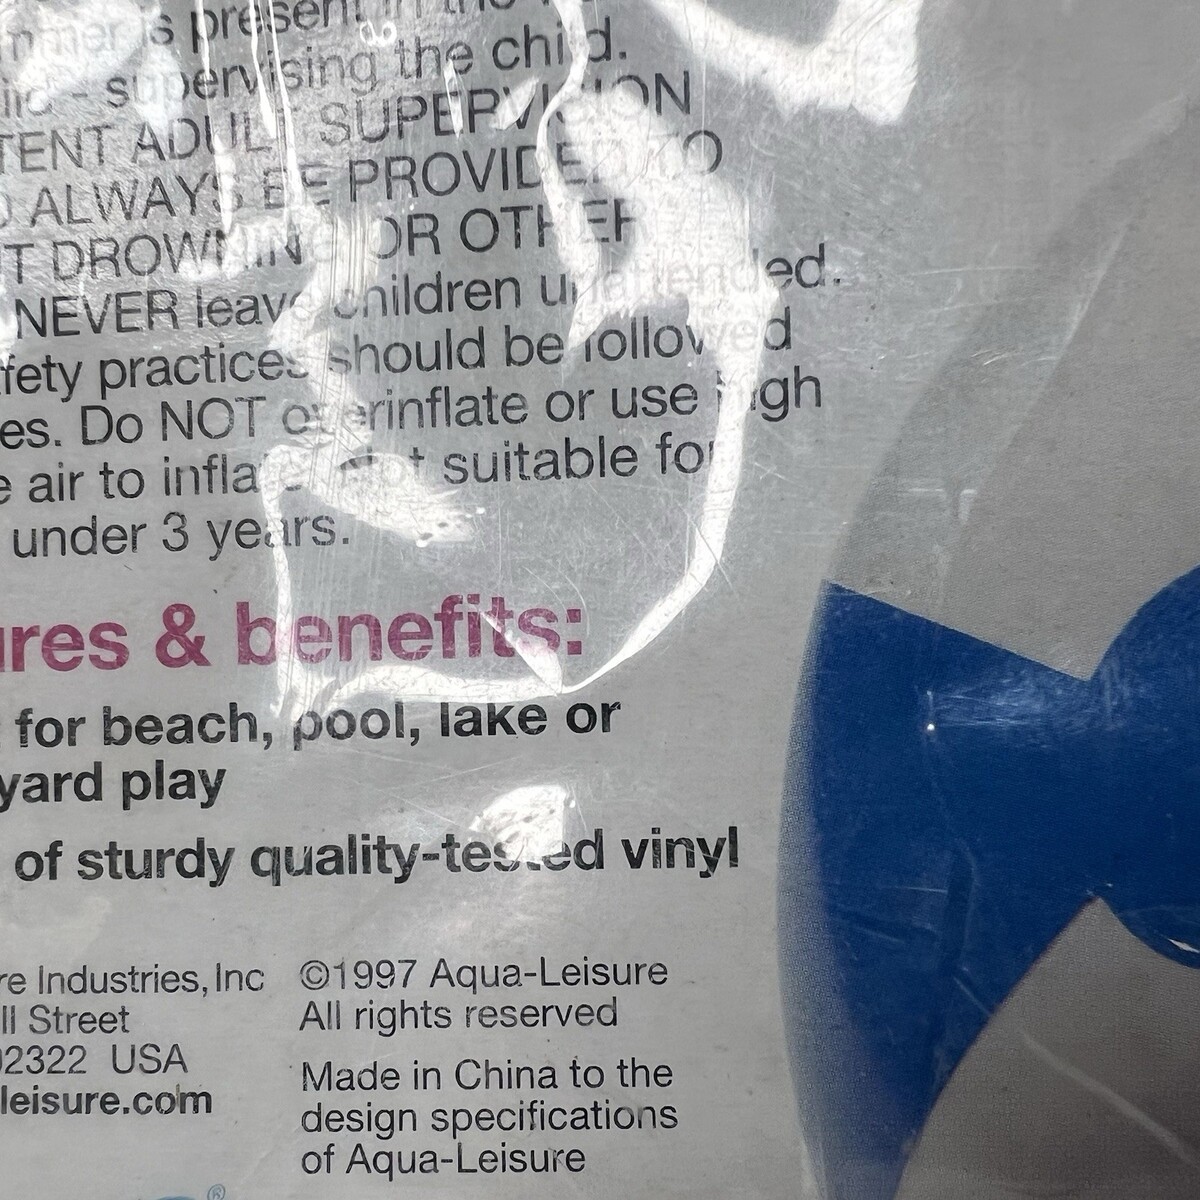 is present in the
supervising the child.
TENT ADULT SUPERVISION
ALWAYS BE PROVIDED TO
T DROWNING OR OTHER
NEVER leave children unattended.
fety practices should be followed
es. Do NOT overinflate or use high
e air to inflate. Not suitable for
under 3 years.
ures & benefits:
for beach, pool, lake or
yard play
of sturdy quality-tested vinyl
re Industries, Inc
ll Street
02322 USA
leisure.com
©1997 Aqua-Leisure
All rights reserved
Made in China to the
design specifications
of Aqua-Leisure
®